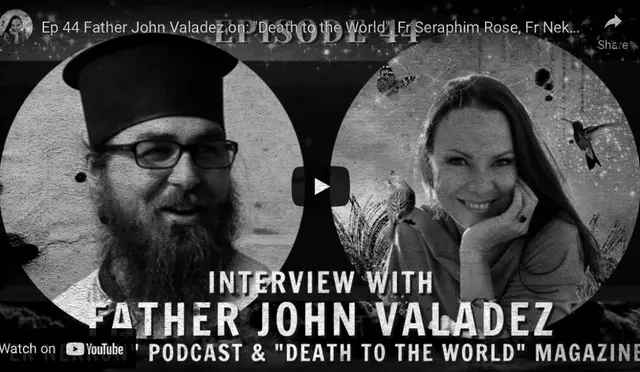 Ep 44 Father John Valadez on: "Death to the World", Fr Seraphim Rose, Fr Nek...
EPISODE 44
Share
INTERVIEW WITH
FATHER JOHN VALADEZ
Watch on YouTube
PODCAST & "DEATH TO THE WORLD" MAGAZINE